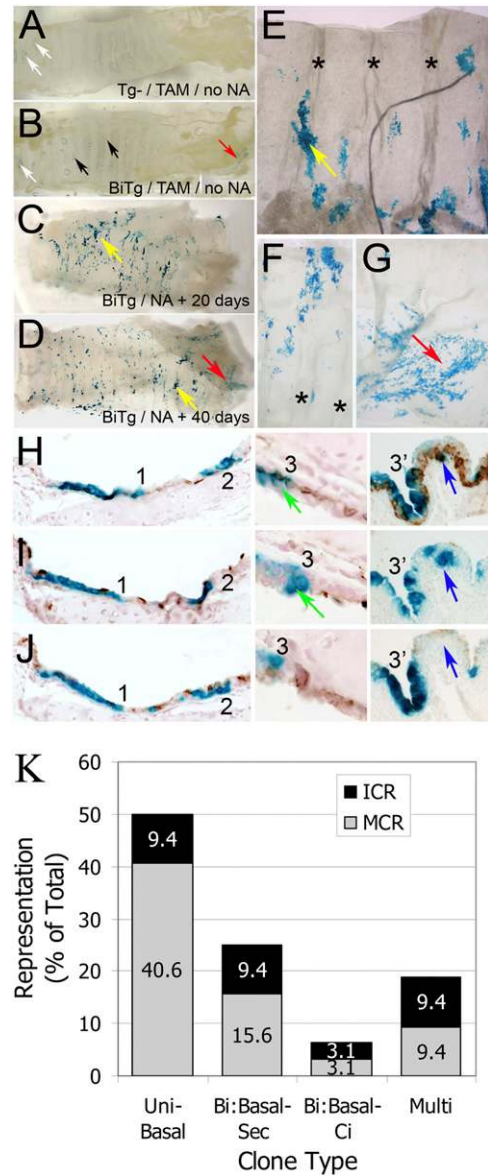 A
Tg- / TAM / no NA
B
BiTg / TAM / no NA
C
BiTg / NA + 20 days
D
BiTg / NA + 40 days
E
* * *
F
* *
G
H
1
2
3
3'
I
1
2
3
3'
J
1
2
3
3'
K
Representation
(% of Total)
60
50
40
30
20
10
0
ICR
MCR
9.4
40.6
9.4
15.6
3.1
3.1
9.4
9.4
Uni-
Basal
Bi:Basal-
Sec
Bi:Basal-
Ci
Multi
Clone Type